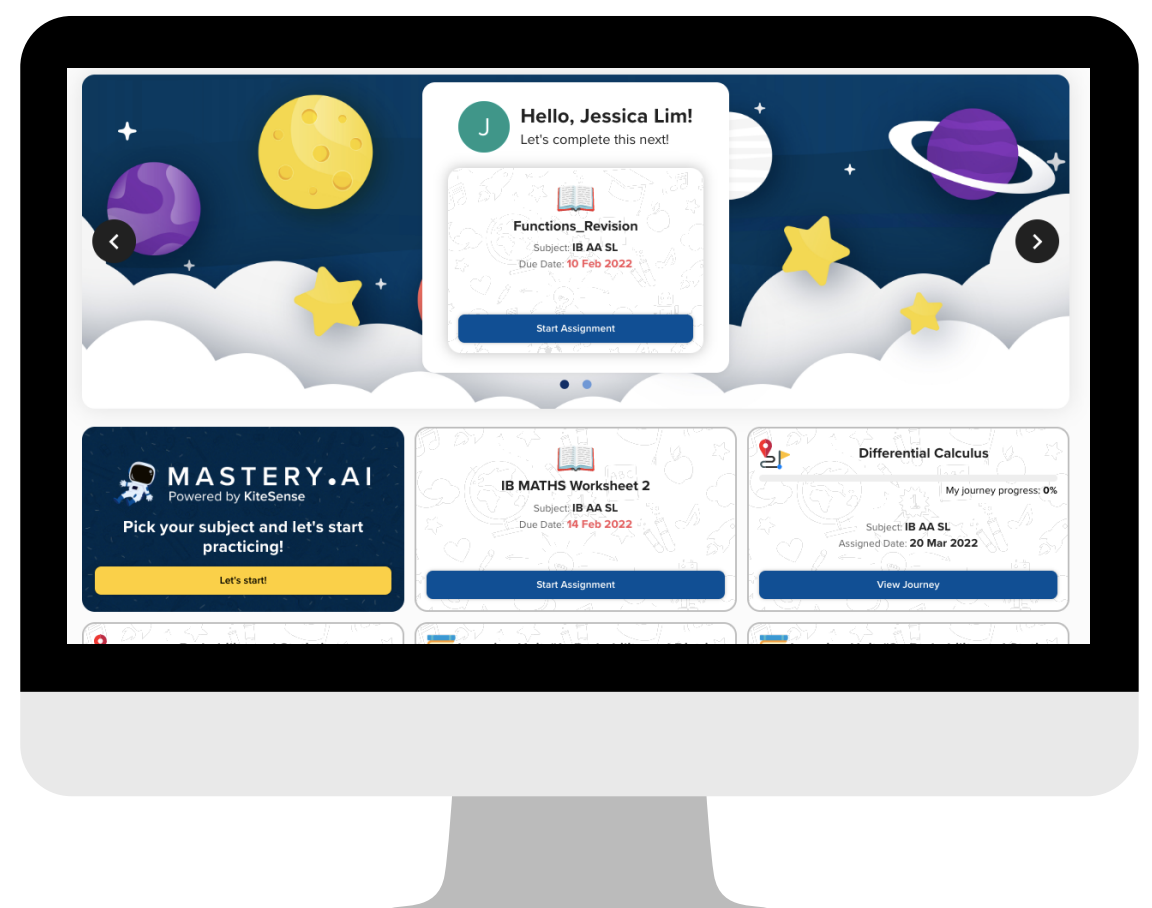 J
Hello, Jessica Lim!
Let's complete this next!
Functions_Revision
Subject: IB AA SL
Due Date: 10 Feb 2022
Start Assignment
MASTERY.AI
Powered by KiteSense
Pick your subject and let's start
practicing!
Let's start!
IB MATHS Worksheet 2
Subject: IB AA SL
Due Date: 14 Feb 2022
Start Assignment
Differential Calculus
My journey progress: 0%
Subject: IB AA SL
Assigned Date: 20 Mar 2022
View Journey